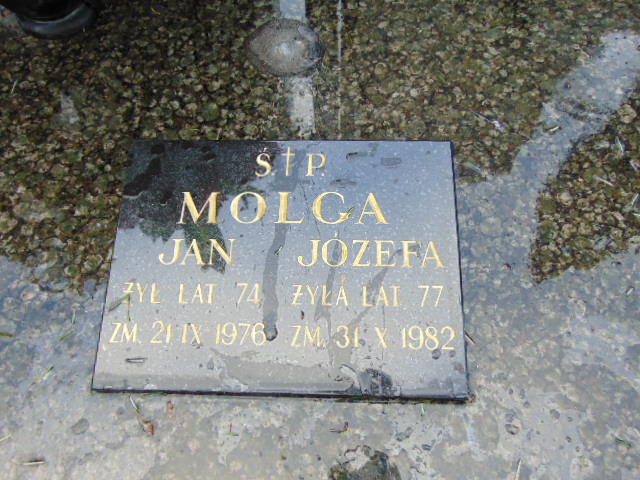 Ś.†P.
MOLGA
JAN JÓZEFA
ŻYŁ LAT 74 ŻYŁA LAT 77
ZM. 21 IX 1976 ZM. 31 X 1982